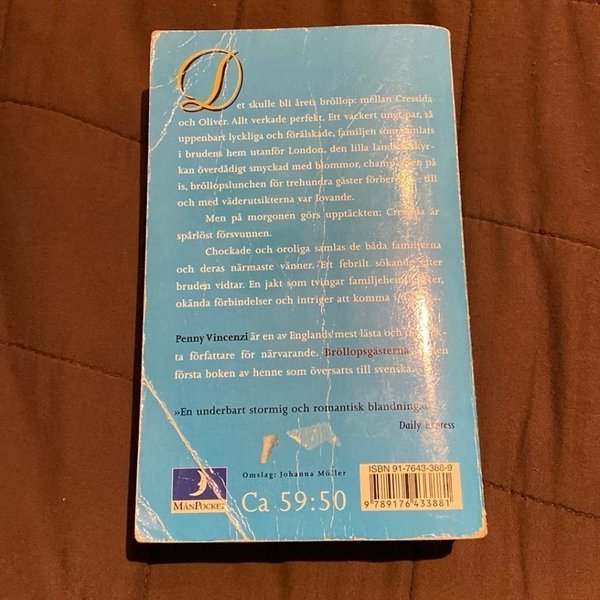 Det skulle bli årets bröllop: mellan Cressida
och Oliver. Allt verkade perfekt. Ett vackert ungt par, så
uppenbart lyckliga och förälskade, familjen som samlats
i brudens hem utanför London, den lilla landskyr-
kan överdådigt smyckad med blommor, champagnen på
is, bröllopslunchen för trehundra gäster förberedd till
och med väderutsikterna var lovande.
Men på morgonen görs upptäckten: Cressida är
spårlöst försvunnen.
Chockade och oroliga samlas de båda familjerna
och deras närmaste vänner. Ett febrilt sökande efter
bruden vidtar. En jakt som tvingar familjehemligheter,
okända förbindelser och intriger att komma i
Penny Vincenzi är en av Englands mest lästa och
ta författare för närvarande. Bröllopsgästerna
första boken av henne som översatts till svenska.
»En underbart stormig och romantisk blandning.«
Daily Express
Omslag: Johanna Möller
MÅNPOCKET
Ca 59:50
ISBN 91-7643-388-9
9 789176 433881